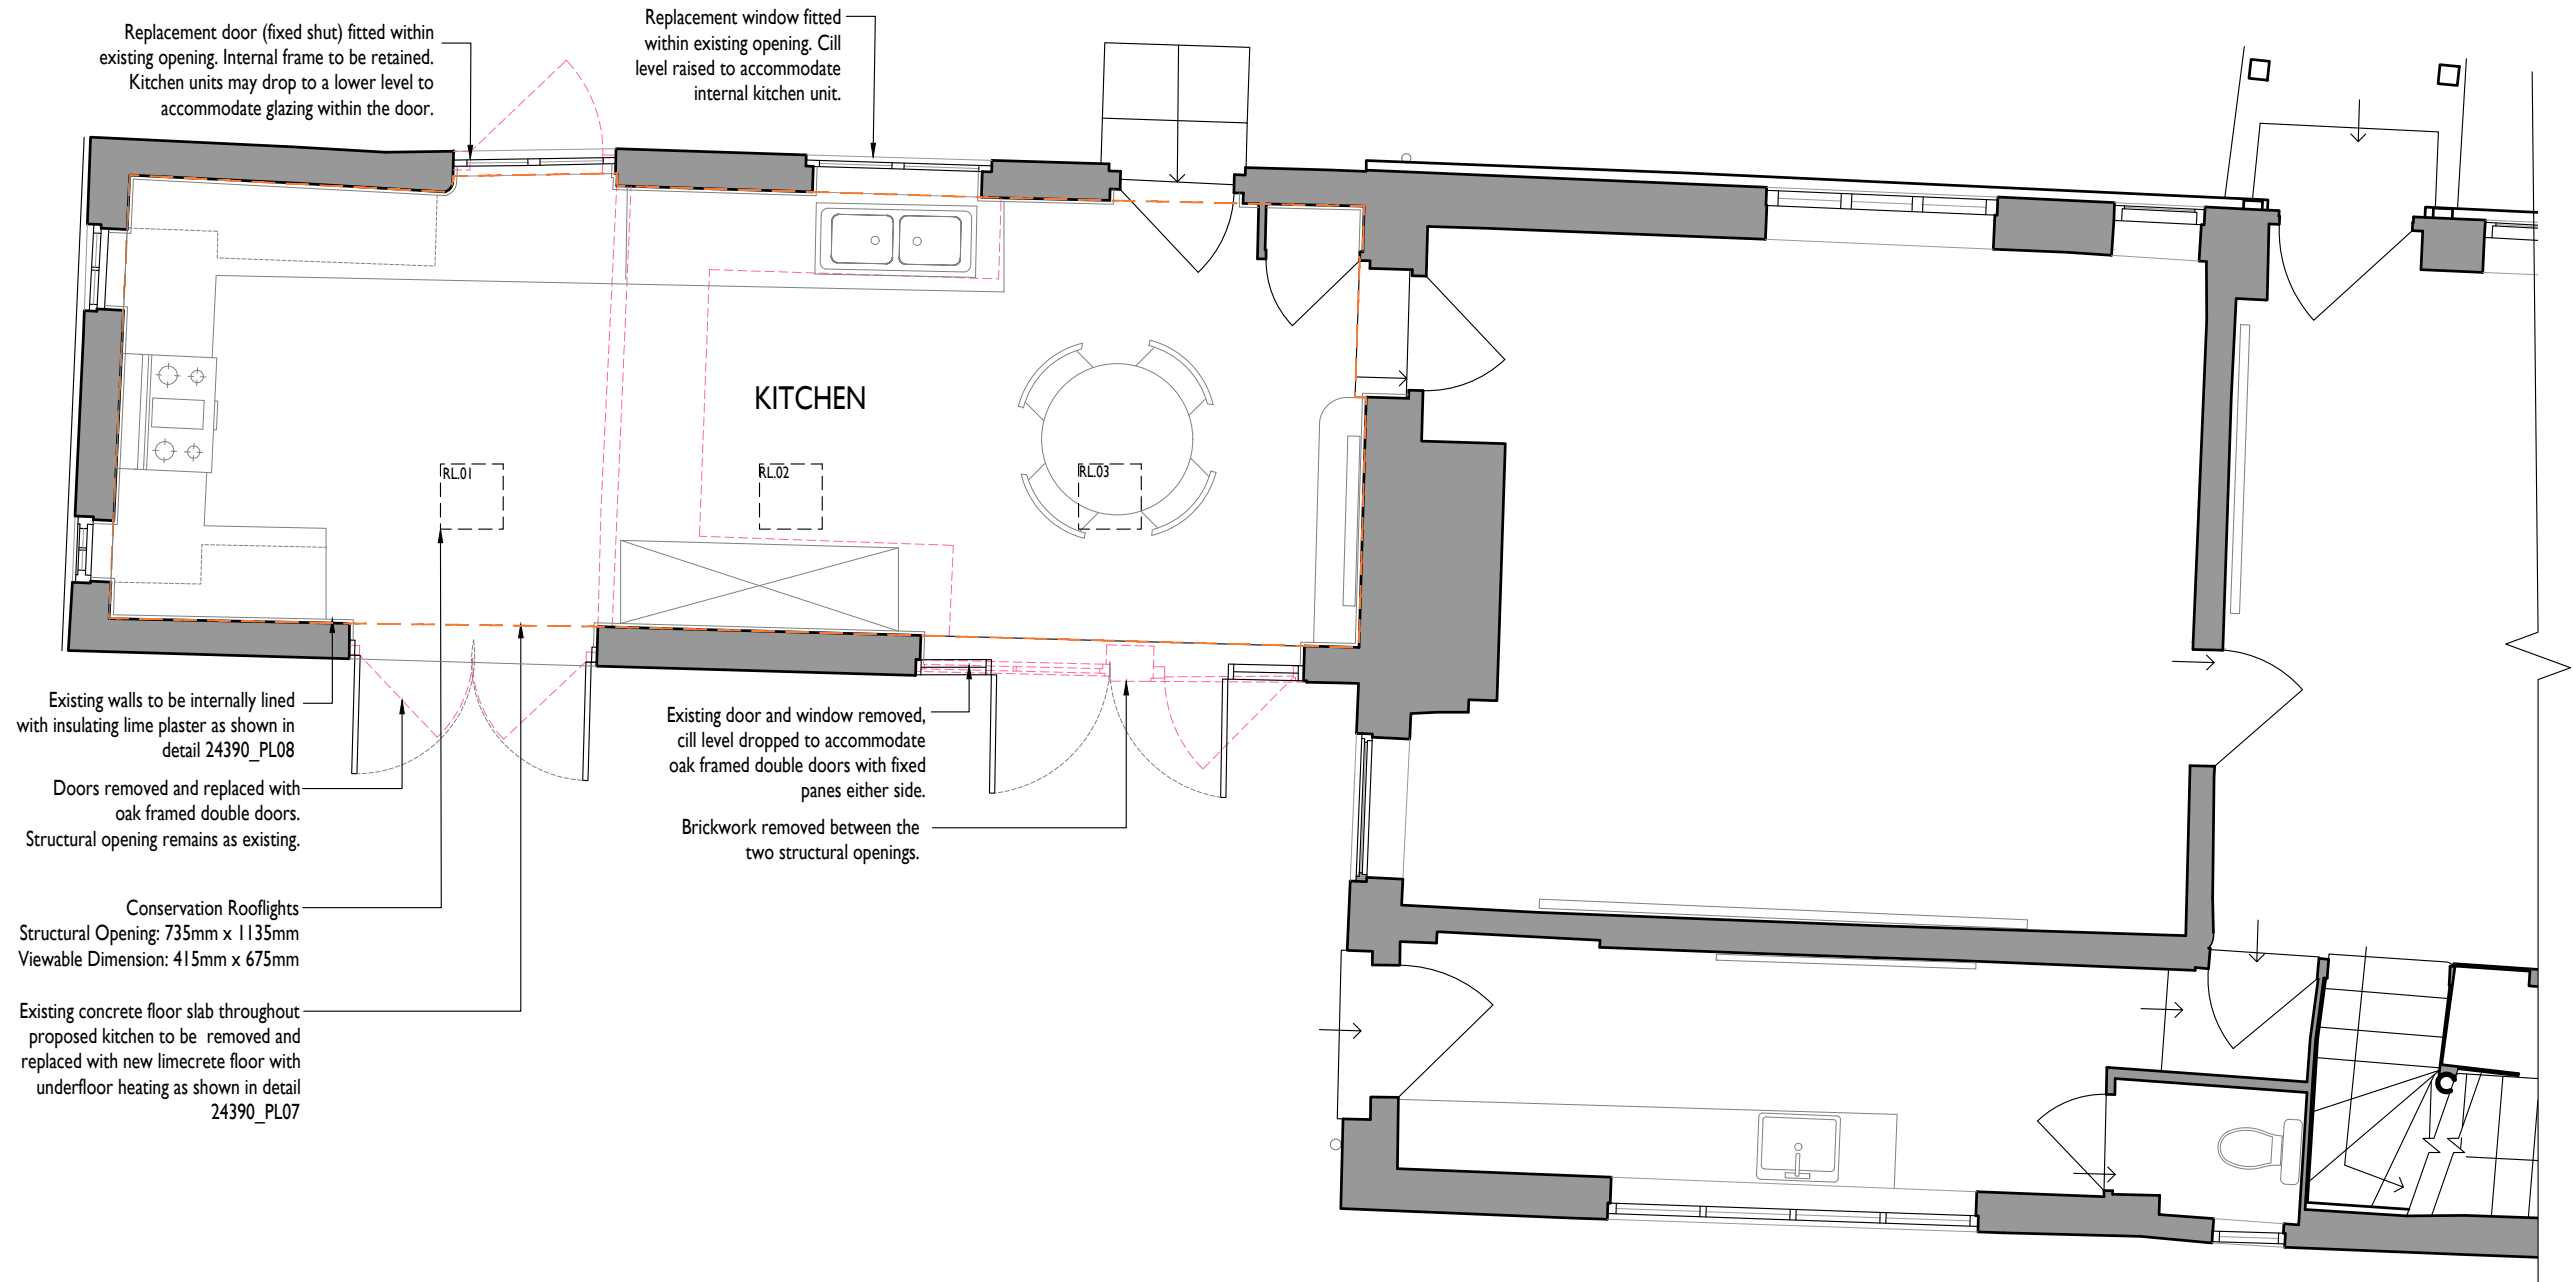 Replacement door (fixed shut) fitted within
existing opening. Internal frame to be retained.
Kitchen units may drop to a lower level to
accommodate glazing within the door.
Replacement window fitted
within existing opening. Cill
level raised to accommodate
internal kitchen unit.
KITCHEN
RL.01
RL.02
RL.03
Existing walls to be internally lined
with insulating lime plaster as shown in
detail 24390_PL08
Doors removed and replaced with
oak framed double doors.
Structural opening remains as existing.
Conservation Rooflights
Structural Opening: 735mm x 1135mm
Viewable Dimension: 415mm x 675mm
Existing concrete floor slab throughout
proposed kitchen to be removed and
replaced with new limecrete floor with
underfloor heating as shown in detail
24390_PL07
Existing door and window removed,
cill level dropped to accommodate
oak framed double doors with fixed
panes either side.
Brickwork removed between the
two structural openings.